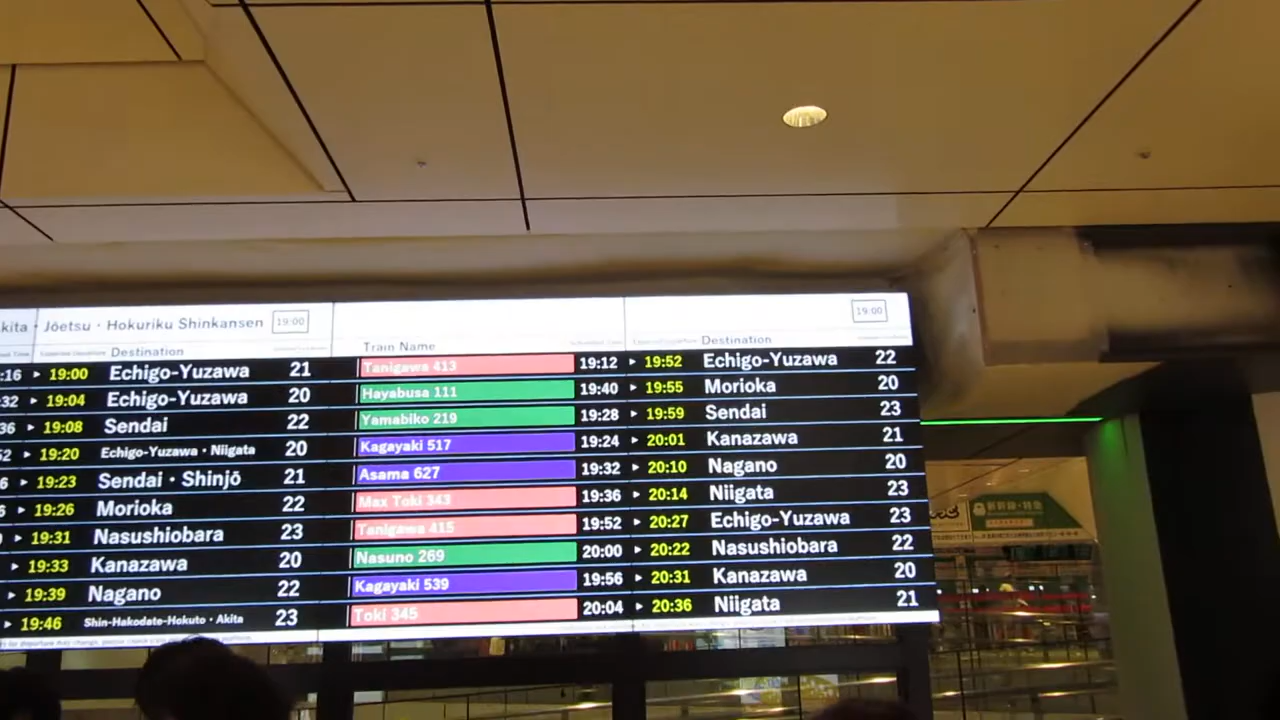 kita · Jōetsu · Hokuriku Shinkansen 19:00
Destination
:16 ▸ 19:00 Echigo-Yuzawa 21
:32 ▸ 19:04 Echigo-Yuzawa 20
36 ▸ 19:08 Sendai 22
52 ▸ 19:20 Echigo-Yuzawa · Niigata 20
6 ▸ 19:23 Sendai · Shinjō 21
6 ▸ 19:26 Morioka 22
▸ 19:31 Nasushiobara 23
▸ 19:33 Kanazawa 20
▸ 19:39 Nagano 22
▸ 19:46 Shin-Hakodate-Hokuto · Akita 23
19:00
Train Name Destination
Tanigawa 413 19:12 ▸ 19:52 Echigo-Yuzawa 22
Hayabusa 111 19:40 ▸ 19:55 Morioka 20
Yamabiko 219 19:28 ▸ 19:59 Sendai 23
Kagayaki 517 19:24 ▸ 20:01 Kanazawa 21
Asama 627 19:32 ▸ 20:10 Nagano 20
Max Toki 343 19:36 ▸ 20:14 Niigata 23
Tanigawa 415 19:52 ▸ 20:27 Echigo-Yuzawa 23
Nasuno 269 20:00 ▸ 20:22 Nasushiobara 22
Kagayaki 539 19:56 ▸ 20:31 Kanazawa 20
Toki 345 20:04 ▸ 20:36 Niigata 21